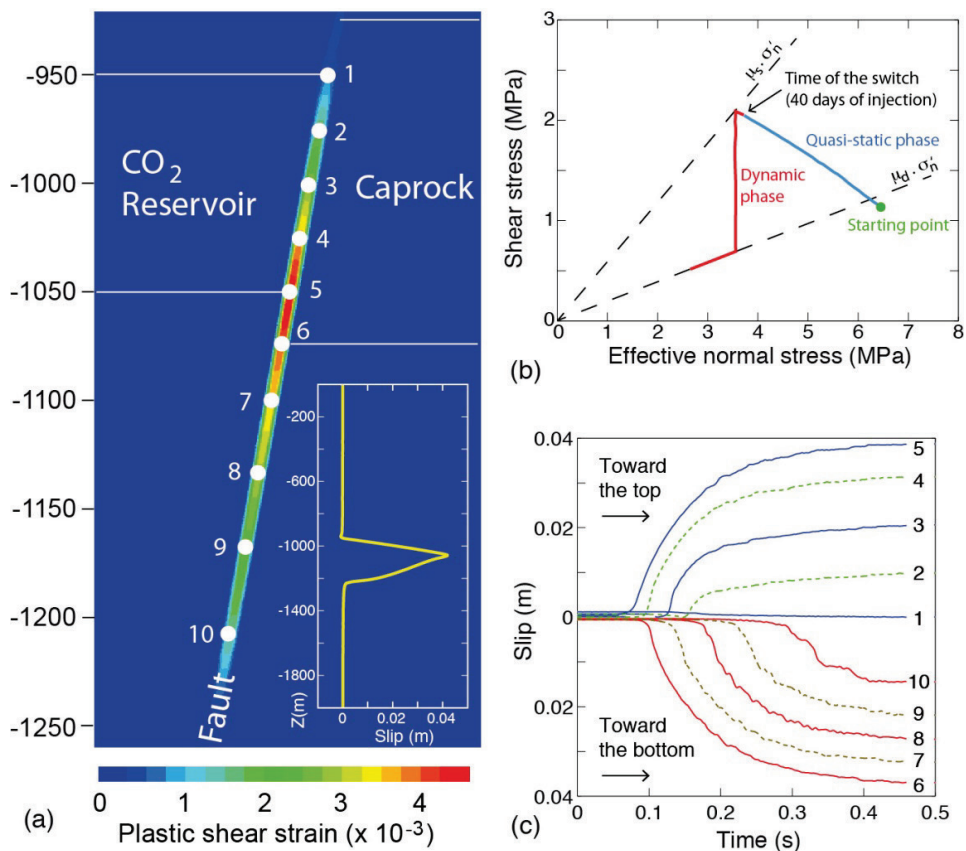 -950
-1000
-1050
-1100
-1150
-1200
-1250
CO2
Reservoir
Caprock
1
2
3
4
5
6
7
8
9
10
Fault
-200
-600
-1000
-1400
-1800
Z(m)
0 0.02 0.04
Slip (m)
0 1 2 3 4
Plastic shear strain (x 10-3)
(a)
3
2
1
0
Shear stress (MPa)
μs. σ'n
Time of the switch
(40 days of injection)
Quasi-static phase
μd. σ'n
Dynamic
phase
Starting point
0 1 2 3 4 5 6 7 8
Effective normal stress (MPa)
(b)
0.04
0.02
0
0.02
0.04
Slip (m)
Toward
the top
5
4
3
2
1
10
9
8
7
6
Toward
the bottom
0 0.1 0.2 0.3 0.4 0.5
Time (s)
(c)